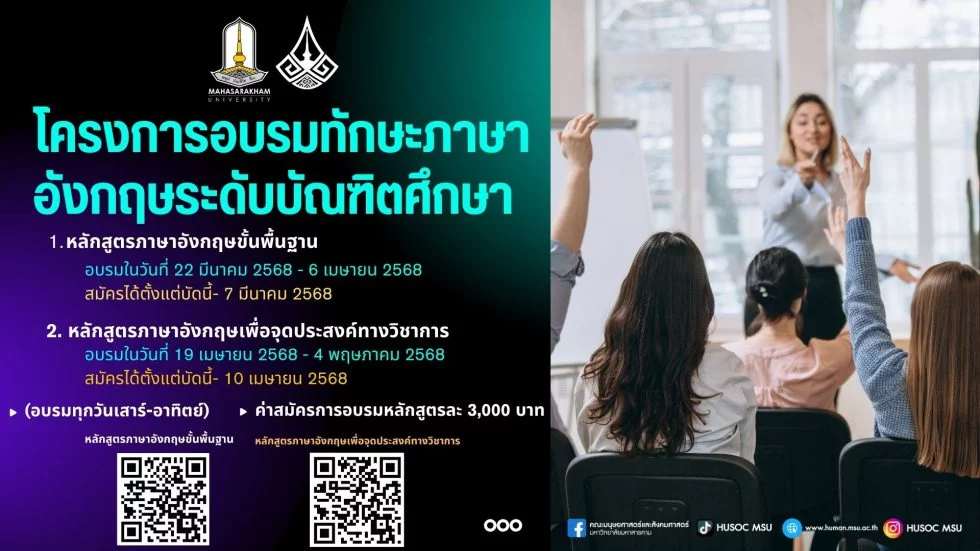 MAHASARAKHAM
UNIVERSITY
โครงการอบรมทักษะภาษา
อังกฤษระดับบัณฑิตศึกษา
1.หลักสูตรภาษาอังกฤษขั้นพื้นฐาน
อบรมในวันที่ 22 มีนาคม 2568 - 6 เมษายน 2568
สมัครได้ตั้งแต่บัดนี้- 7 มีนาคม 2568
2. หลักสูตรภาษาอังกฤษเพื่อจุดประสงค์ทางวิชาการ
อบรมในวันที่ 19 เมษายน 2568 - 4 พฤษภาคม 2568
สมัครได้ตั้งแต่บัดนี้- 10 เมษายน 2568
(อบรมทุกวันเสาร์-อาทิตย์) ค่าสมัครการอบรมหลักสูตรละ 3,000 บาท
หลักสูตรภาษาอังกฤษขั้นพื้นฐาน หลักสูตรภาษาอังกฤษเพื่อจุดประสงค์ทางวิชาการ
คณะมนุษยศาสตร์และสังคมศาสตร์
มหาวิทยาลัยมหาสารคาม
HUSOC MSU
www.human.msu.ac.th
HUSOC MSU